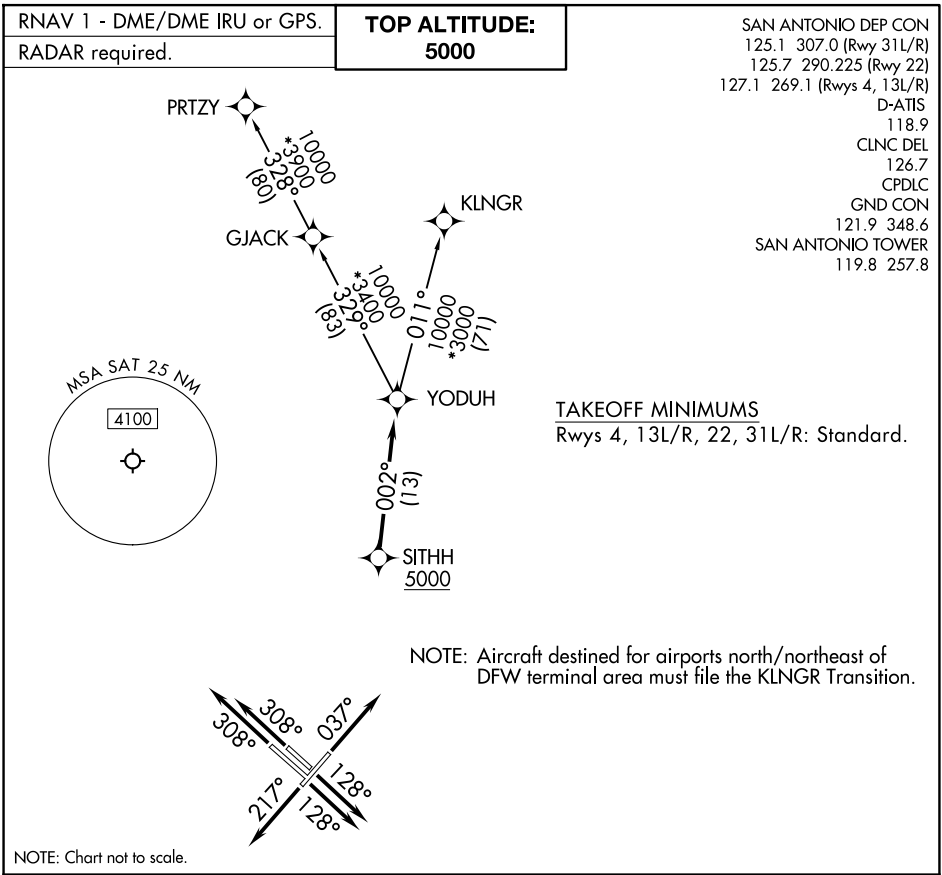 RNAV 1 - DME/DME IRU or GPS.
RADAR required.
TOP ALTITUDE:
5000
SAN ANTONIO DEP CON
125.1 307.0 (Rwy 31L/R)
125.7 290.225 (Rwy 22)
127.1 269.1 (Rwys 4, 13L/R)
D-ATIS
118.9
CLNC DEL
126.7
CPDLC
GND CON
121.9 348.6
SAN ANTONIO TOWER
119.8 257.8
PRTZY
10000
*3900
328°
(80)
KLNGR
GJACK
10000
*3400
329°
(83)
011°
10000
*3000
(71)
MSA SAT 25 NM
4100
YODUH
TAKEOFF MINIMUMS
Rwys 4, 13L/R, 22, 31L/R: Standard.
002°
(13)
SITHH
5000
NOTE: Aircraft destined for airports north/northeast of
DFW terminal area must file the KLNGR Transition.
308°
308°
037°
217°
128°
128°
NOTE: Chart not to scale.